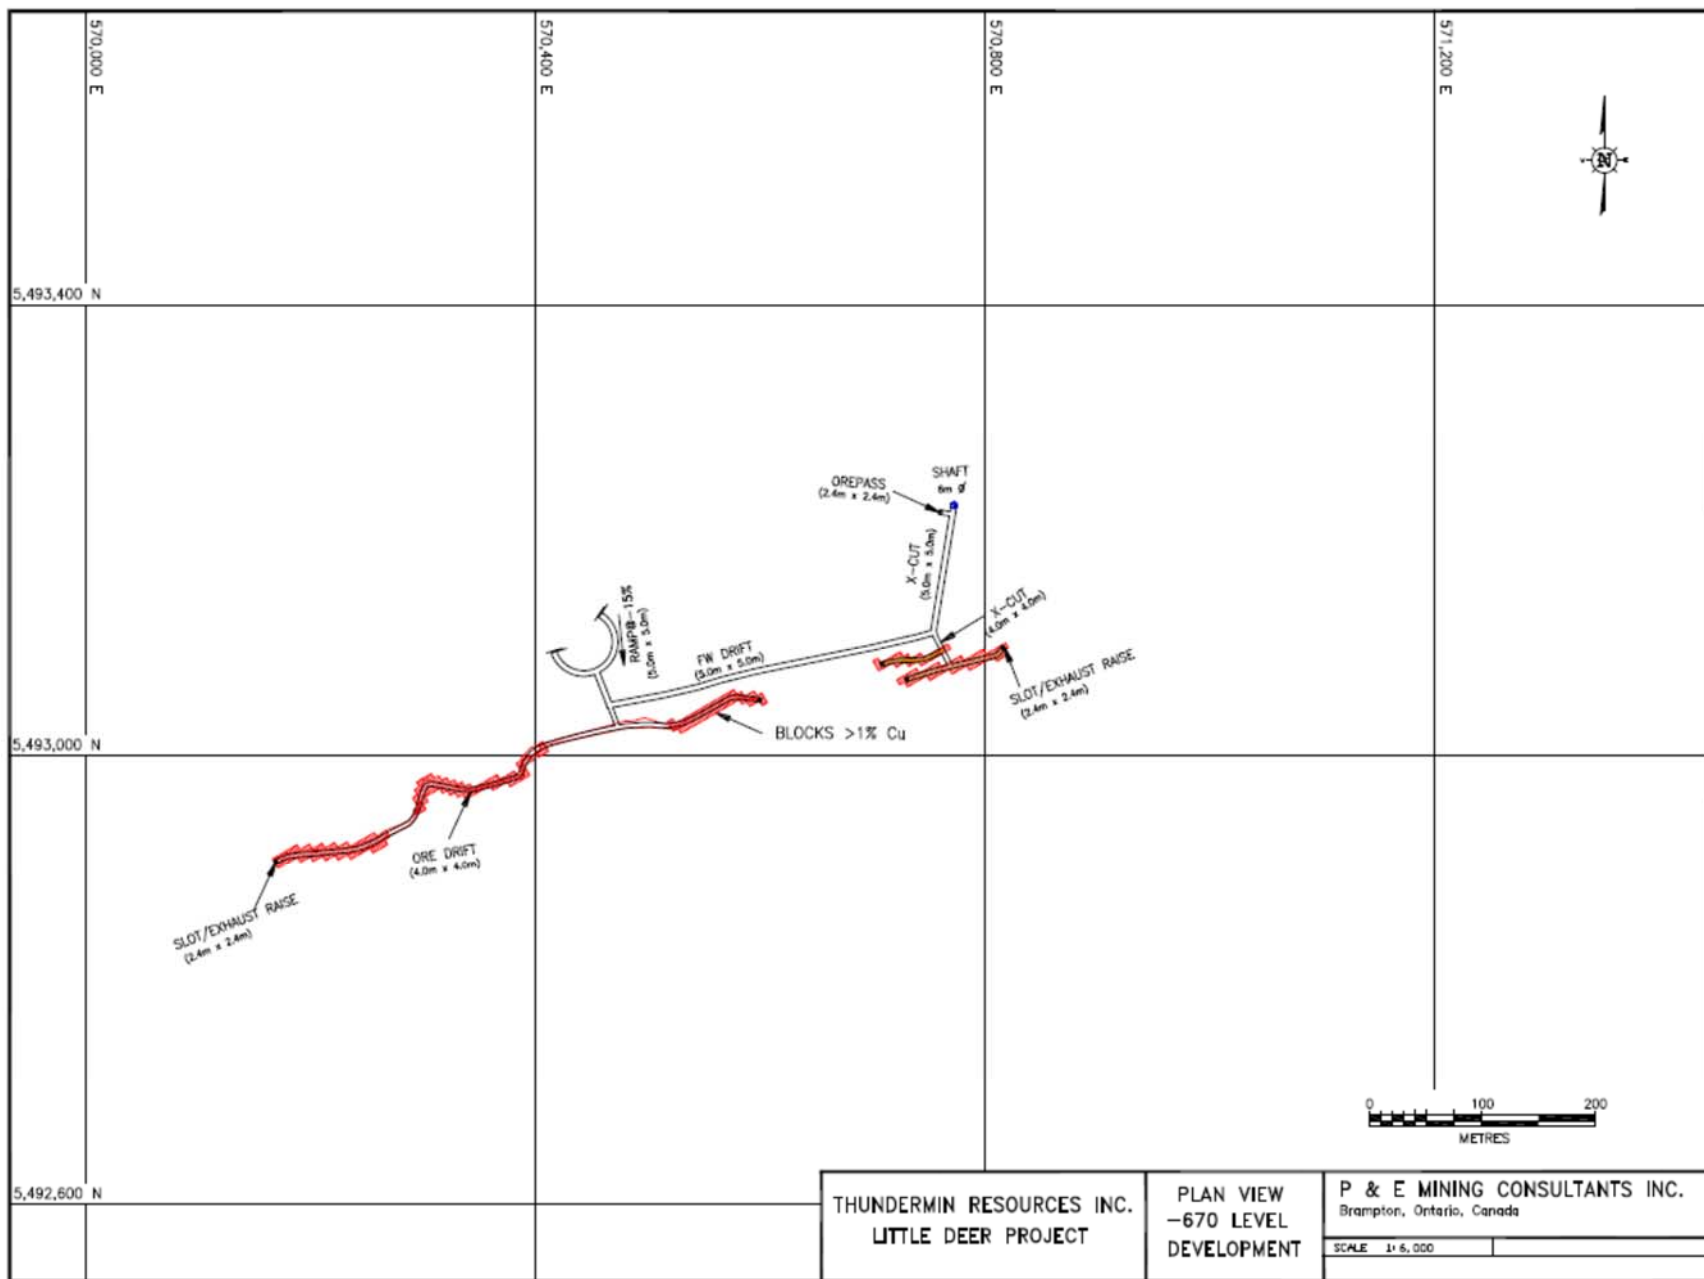 570,000 E
570,400 E
570,800 E
571,200 E
N
5,493,400 N
OREPASS
(2.4m x 2.4m)
SHAFT
6m ø
X-CUT
(5.0m x 5.0m)
X-CUT
(4.0m x 4.0m)
RAMP@-15%
(5.0m x 5.0m)
FW DRIFT
(5.0m x 5.0m)
SLOT/EXHAUST RAISE
(2.4m x 2.4m)
BLOCKS >1% Cu
5,493,000 N
ORE DRIFT
(4.0m x 4.0m)
SLOT/EXHAUST RAISE
(2.4m x 2.4m)
0 100 200
METRES
5,492,600 N
THUNDERMIN RESOURCES INC.
LITTLE DEER PROJECT
PLAN VIEW
-670 LEVEL
DEVELOPMENT
P & E MINING CONSULTANTS INC.
Brampton, Ontario, Canada
SCALE 1:6,000